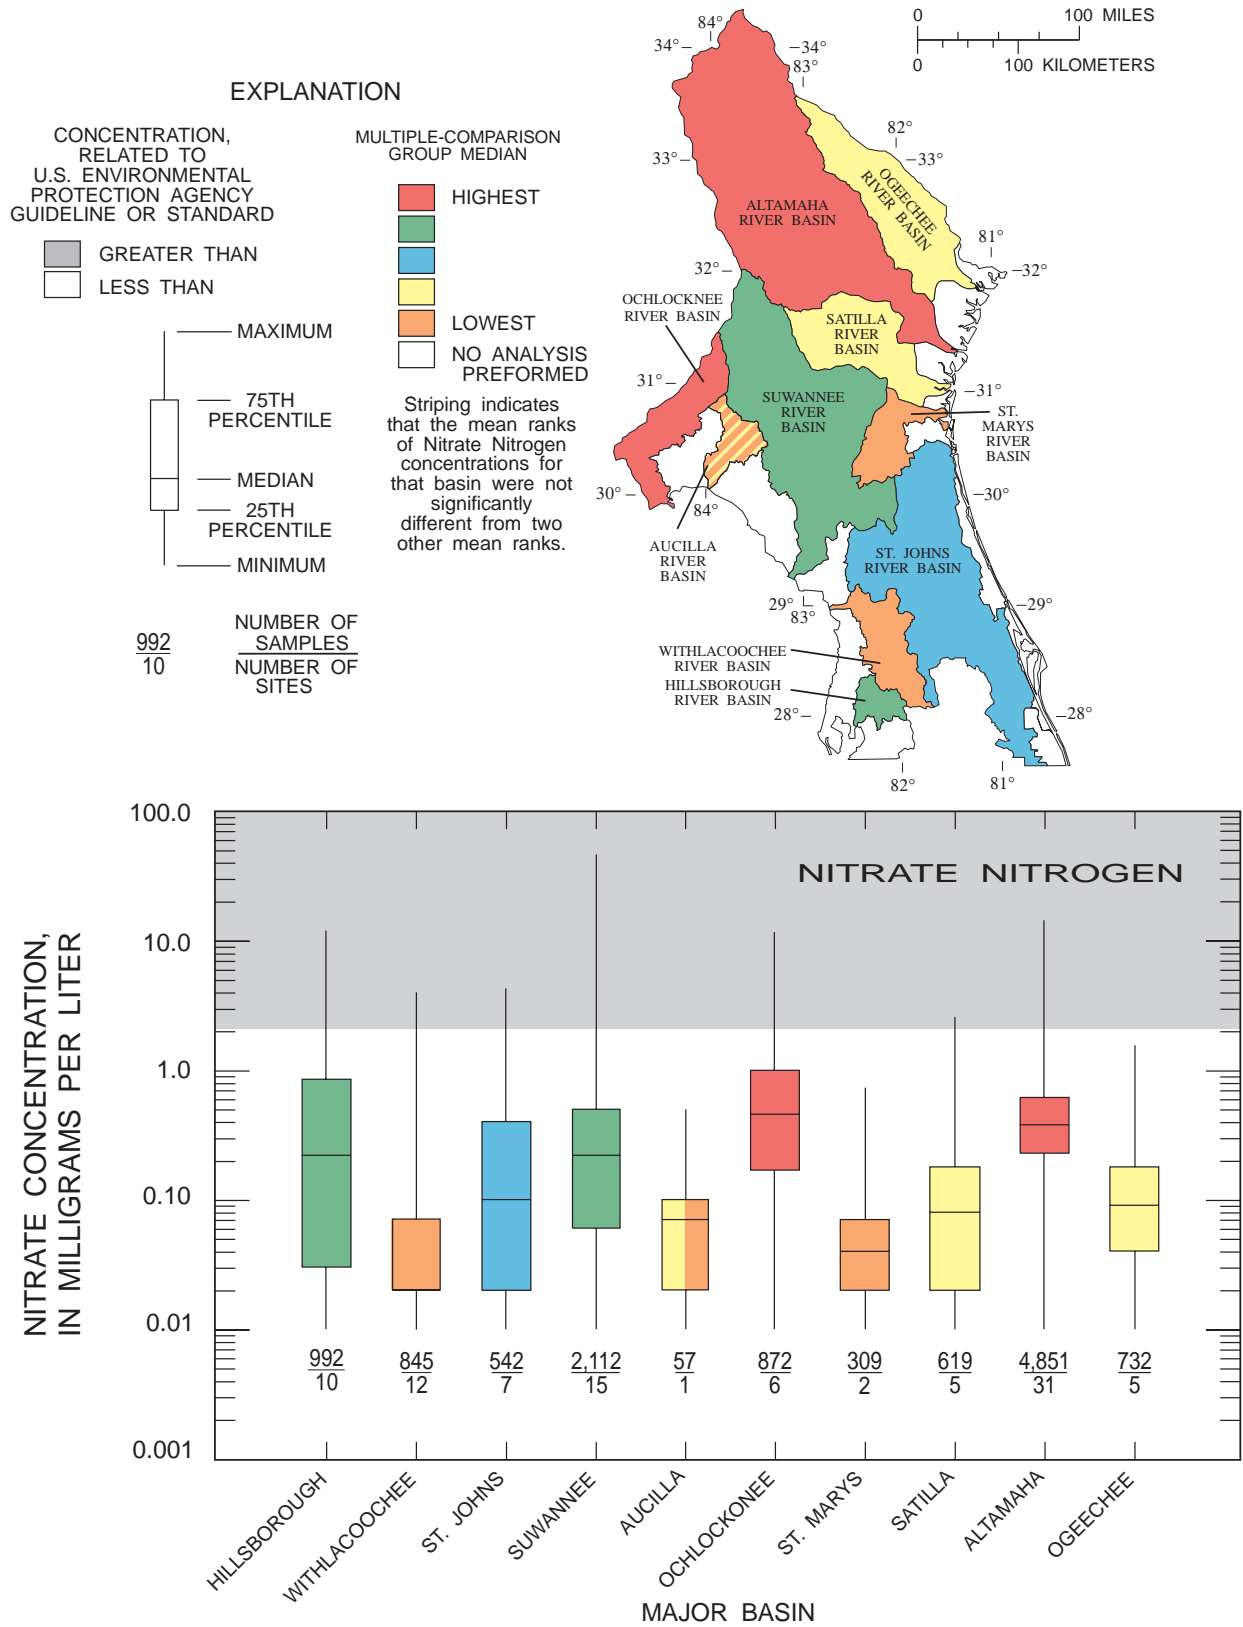 EXPLANATION
CONCENTRATION,
RELATED TO
U.S. ENVIRONMENTAL
PROTECTION AGENCY
GUIDELINE OR STANDARD
GREATER THAN
LESS THAN
MAXIMUM
75TH
PERCENTILE
MEDIAN
25TH
PERCENTILE
MINIMUM
992
10
NUMBER OF
SAMPLES
NUMBER OF
SITES
MULTIPLE-COMPARISON
GROUP MEDIAN
HIGHEST
LOWEST
NO ANALYSIS
PREFORMED
Striping indicates
that the mean ranks
of Nitrate Nitrogen
concentrations for
that basin were not
significantly
different from two
other mean ranks.
0 100 MILES
0 100 KILOMETERS
84°
34°
34°
83°
82°
33°
33°
81°
32°
32°
31°
31°
30°
84°
30°
29°
83°
29°
28°
28°
82°
81°
ALTAMAHA
RIVER BASIN
OGEECHEE
RIVER BASIN
OCHLOCKNEE
RIVER BASIN
SATILLA
RIVER
BASIN
SUWANNEE
RIVER
BASIN
ST.
MARYS
RIVER
BASIN
AUCILLA
RIVER
BASIN
ST. JOHNS
RIVER BASIN
WITHLACOOCHEE
RIVER BASIN
HILLSBOROUGH
RIVER BASIN
NITRATE NITROGEN
NITRATE CONCENTRATION,
IN MILLIGRAMS PER LITER
100.0
10.0
1.0
0.10
0.01
0.001
992 845 542 2,112 57 872 309 619 4,851 732
10 12 7 15 1 6 2 5 31 5
HILLSBOROUGH
WITHLACOOCHEE
ST. JOHNS
SUWANNEE
AUCILLA
OCHLOCKONEE
ST. MARYS
SATILLA
ALTAMAHA
OGEECHEE
MAJOR BASIN